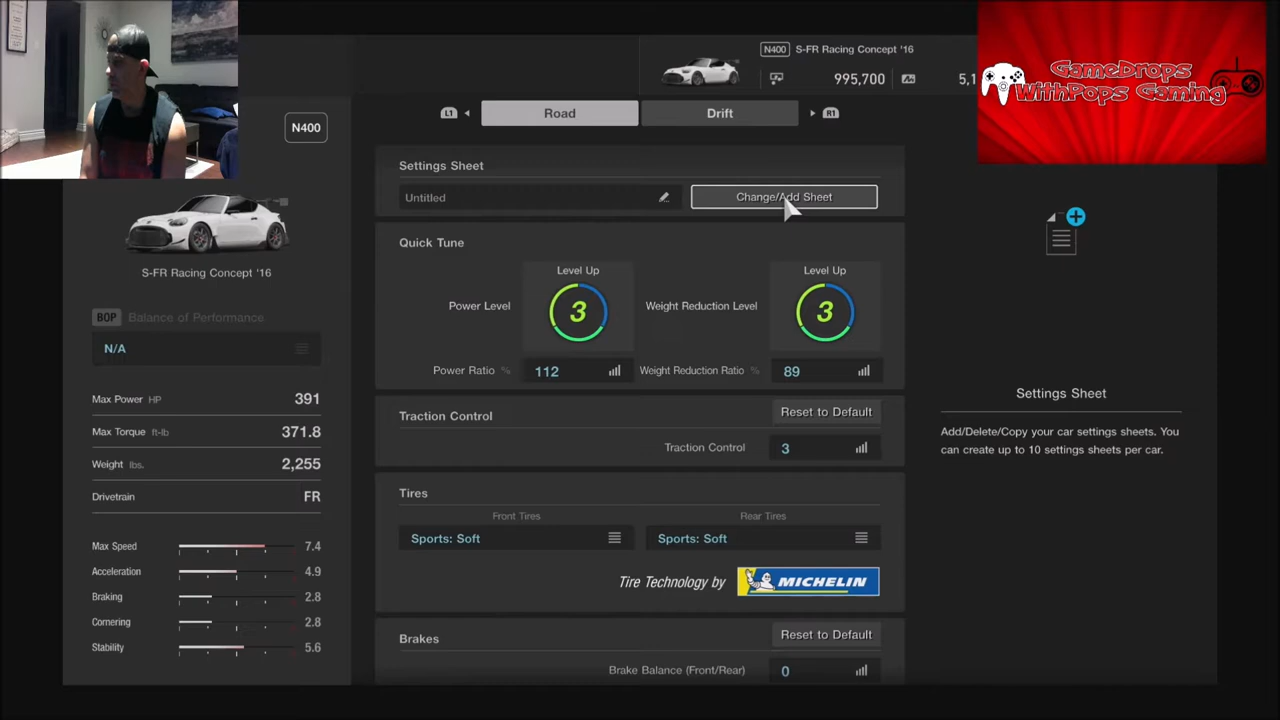 N400 S-FR Racing Concept '16
995,700 5,1
GameDrops
WithPops Gaming
L1 Road Drift R1
N400
S-FR Racing Concept '16
BOP Balance of Performance
N/A
Max Power HP 391
Max Torque ft-lb 371.8
Weight lbs. 2,255
Drivetrain FR
Max Speed 7.4
Acceleration 4.9
Braking 2.8
Cornering 2.8
Stability 5.6
Settings Sheet
Untitled Change/Add Sheet
Quick Tune
Level Up Level Up
Power Level 3 Weight Reduction Level 3
Power Ratio % 112 Weight Reduction Ratio % 89
Traction Control Reset to Default
Traction Control 3
Tires
Front Tires Rear Tires
Sports: Soft Sports: Soft
Tire Technology by MICHELIN
Brakes Reset to Default
Brake Balance (Front/Rear) 0
Settings Sheet
Add/Delete/Copy your car settings sheets. You
can create up to 10 settings sheets per car.